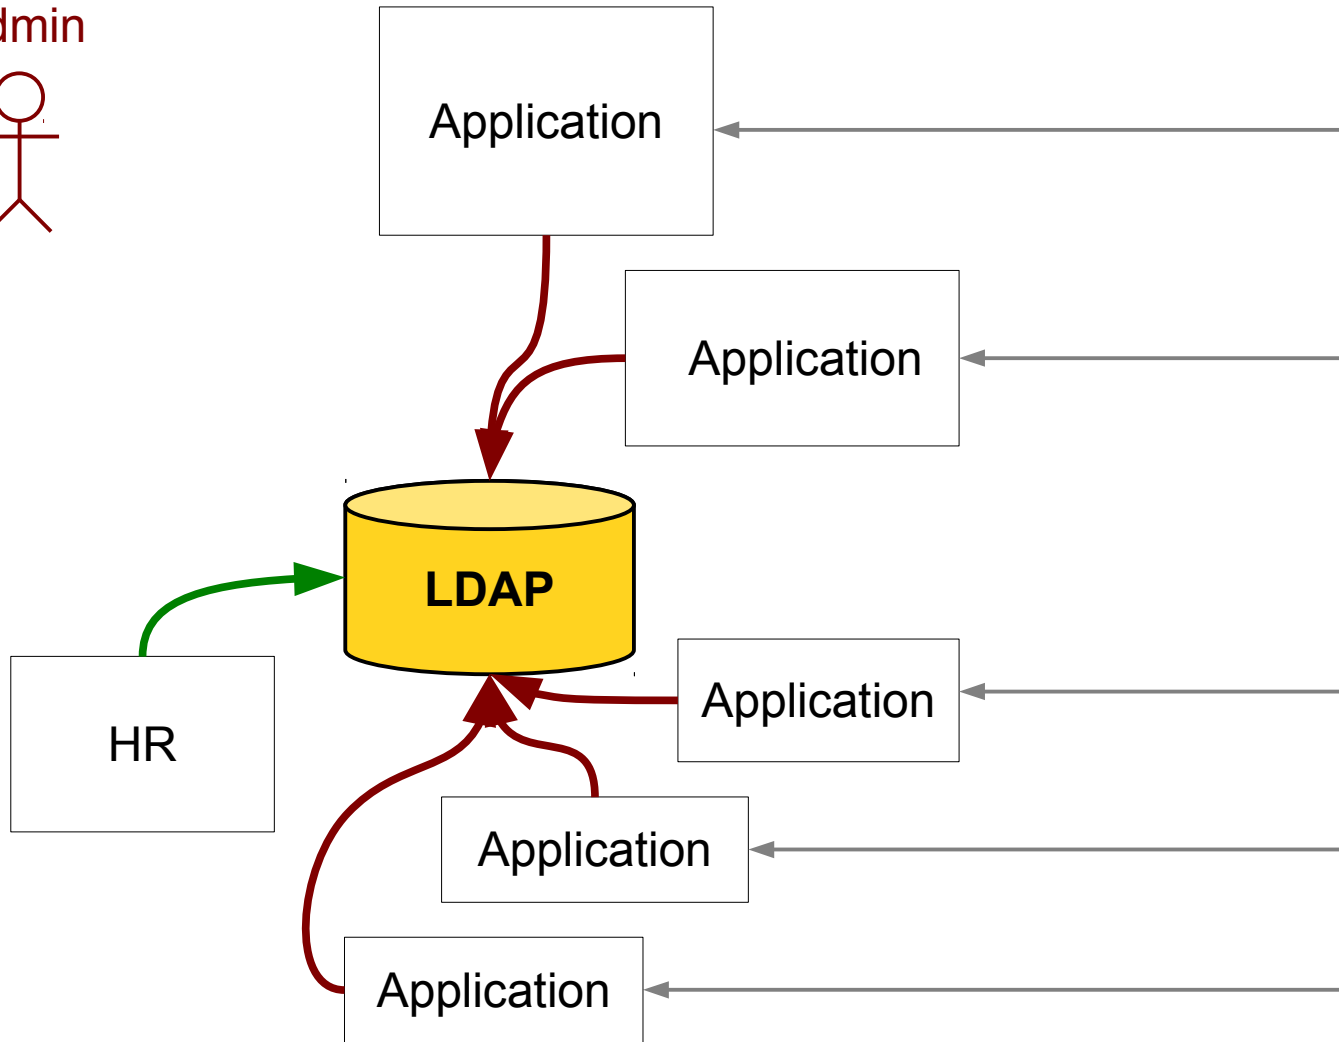 dmin
Application
Application
LDAP
Application
HR
Application
Application